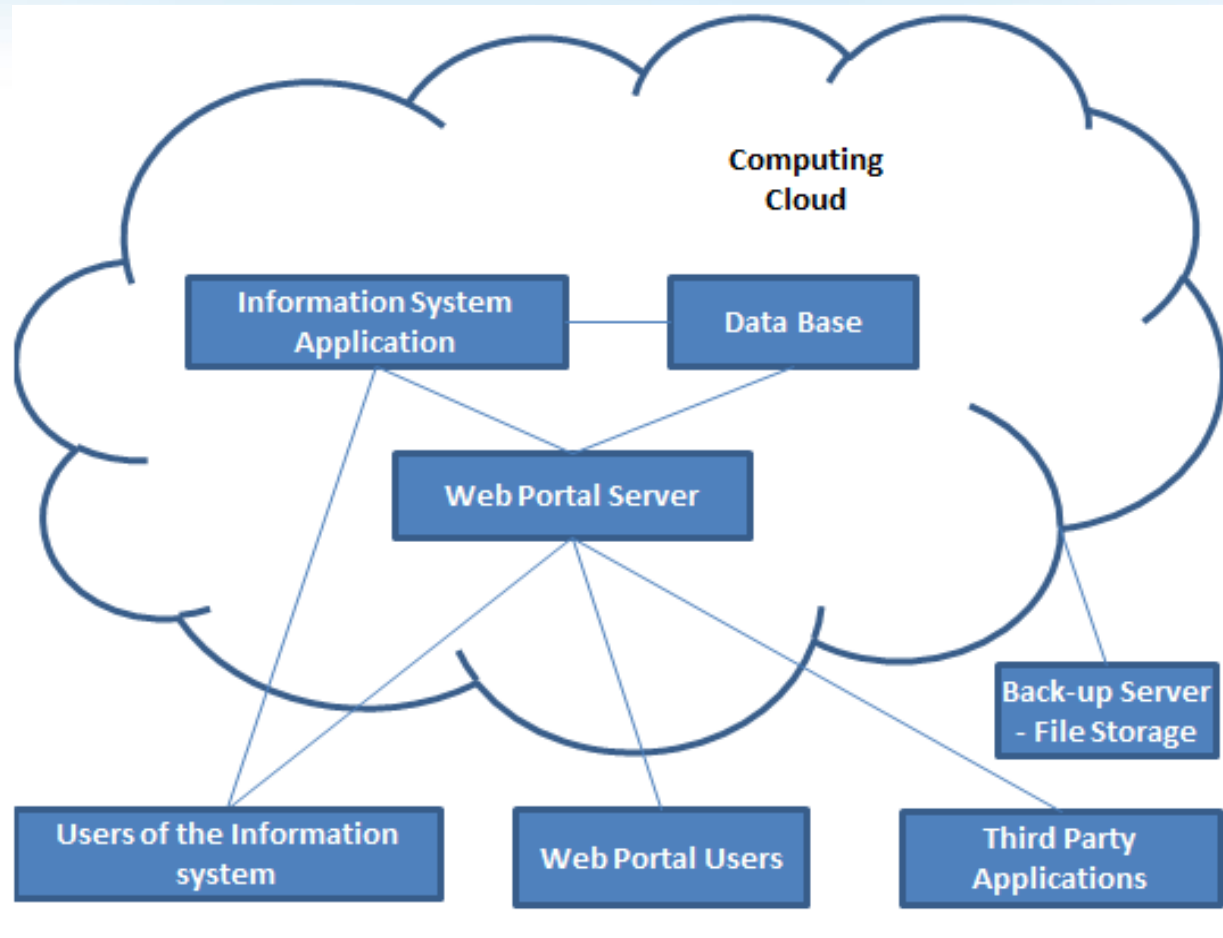 Computing
Cloud
Information System
Application
Data Base
Web Portal Server
Back-up Server
- File Storage
Users of the Information
system
Web Portal Users
Third Party
Applications